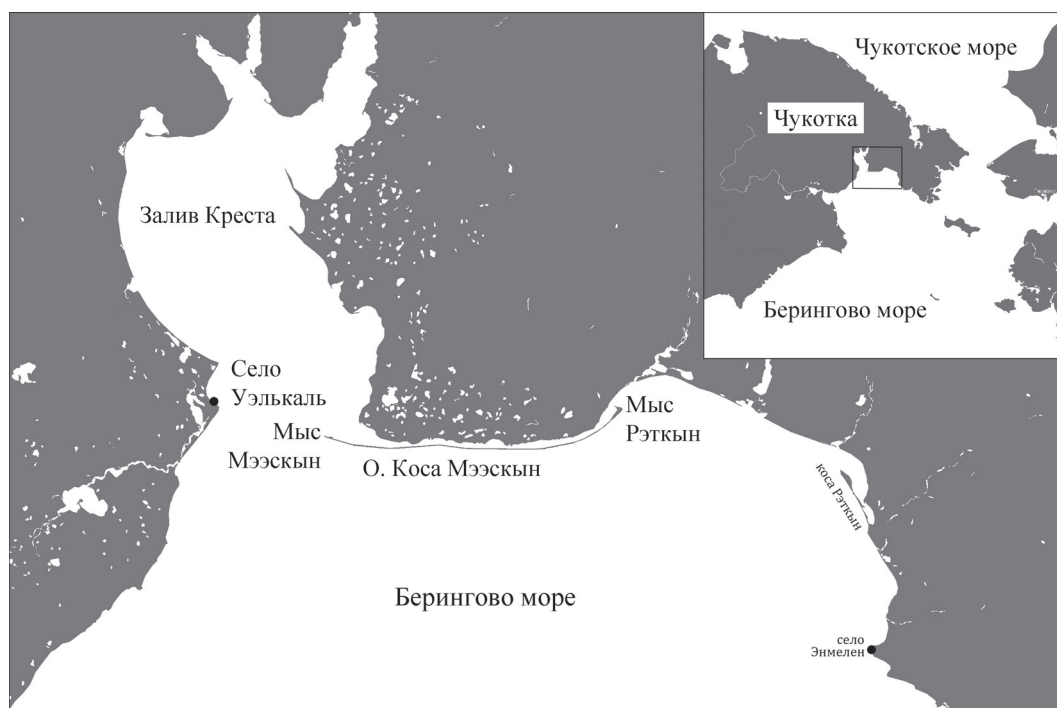 Чукотское море
Чукотка
Берингово море
Залив Креста
Село
Уэлькаль
Мыс
Мээскын
О. Коса Мээскын
Мыс
Рэткын
коса Рэткын
Берингово море
село
Энмелен